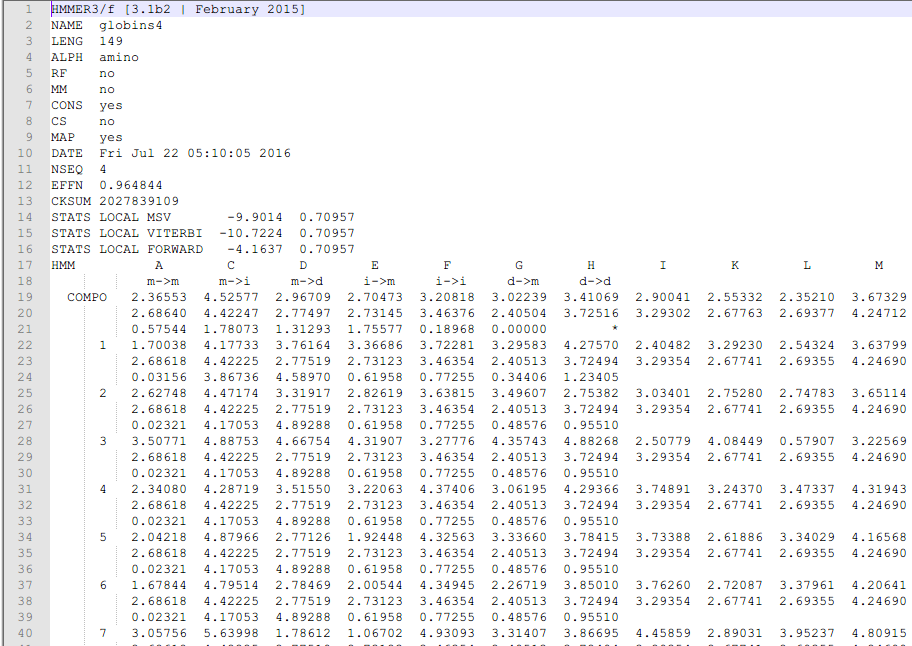 1 HMMER3/f [3.1b2 | February 2015]
2 NAME globins4
3 LENG 149
4 ALPH amino
5 RF no
6 MM no
7 CONS yes
8 CS no
9 MAP yes
10 DATE Fri Jul 22 05:10:05 2016
11 NSEQ 4
12 EFFN 0.964844
13 CKSUM 2027839109
14 STATS LOCAL MSV -9.9014 0.70957
15 STATS LOCAL VITERBI -10.7224 0.70957
16 STATS LOCAL FORWARD -4.1637 0.70957
17 HMM A C D E F G H I K L M
18 m->m m->i m->d i->m i->i d->m d->d
19 COMPO 2.36553 4.52577 2.96709 2.70473 3.20818 3.02239 3.41069 2.90041 2.55332 2.35210 3.67329
20 2.68640 4.42247 2.77497 2.73145 3.46376 2.40504 3.72516 3.29302 2.67763 2.69377 4.24712
21 0.57544 1.78073 1.31293 1.75577 0.18968 0.00000 *
22 1 1.70038 4.17733 3.76164 3.36686 3.72281 3.29583 4.27570 2.40482 3.29230 2.54324 3.63799
23 2.68618 4.42225 2.77519 2.73123 3.46354 2.40513 3.72494 3.29354 2.67741 2.69355 4.24690
24 0.03156 3.86736 4.58970 0.61958 0.77255 0.34406 1.23405
25 2 2.62748 4.47174 3.31917 2.82619 3.63815 3.49607 2.75382 3.03401 2.75280 2.74783 3.65114
26 2.68618 4.42225 2.77519 2.73123 3.46354 2.40513 3.72494 3.29354 2.67741 2.69355 4.24690
27 0.02321 4.17053 4.89288 0.61958 0.77255 0.48576 0.95510
28 3 3.50771 4.88753 4.66754 4.31907 3.27776 4.35743 4.88268 2.50779 4.08449 0.57907 3.22569
29 2.68618 4.42225 2.77519 2.73123 3.46354 2.40513 3.72494 3.29354 2.67741 2.69355 4.24690
30 0.02321 4.17053 4.89288 0.61958 0.77255 0.48576 0.95510
31 4 2.34080 4.28719 3.51550 3.22063 4.37406 3.06195 4.29366 3.74891 3.24370 3.47337 4.31943
32 2.68618 4.42225 2.77519 2.73123 3.46354 2.40513 3.72494 3.29354 2.67741 2.69355 4.24690
33 0.02321 4.17053 4.89288 0.61958 0.77255 0.48576 0.95510
34 5 2.04218 4.87966 2.77126 1.92448 4.32563 3.33660 3.78415 3.73388 2.61886 3.34029 4.16568
35 2.68618 4.42225 2.77519 2.73123 3.46354 2.40513 3.72494 3.29354 2.67741 2.69355 4.24690
36 0.02321 4.17053 4.89288 0.61958 0.77255 0.48576 0.95510
37 6 1.67844 4.79514 2.78469 2.00544 4.34945 2.26719 3.85010 3.76260 2.72087 3.37961 4.20641
38 2.68618 4.42225 2.77519 2.73123 3.46354 2.40513 3.72494 3.29354 2.67741 2.69355 4.24690
39 0.02321 4.17053 4.89288 0.61958 0.77255 0.48576 0.95510
40 7 3.05756 5.63998 1.78612 1.06702 4.93093 3.31407 3.86695 4.45859 2.89031 3.95237 4.80915